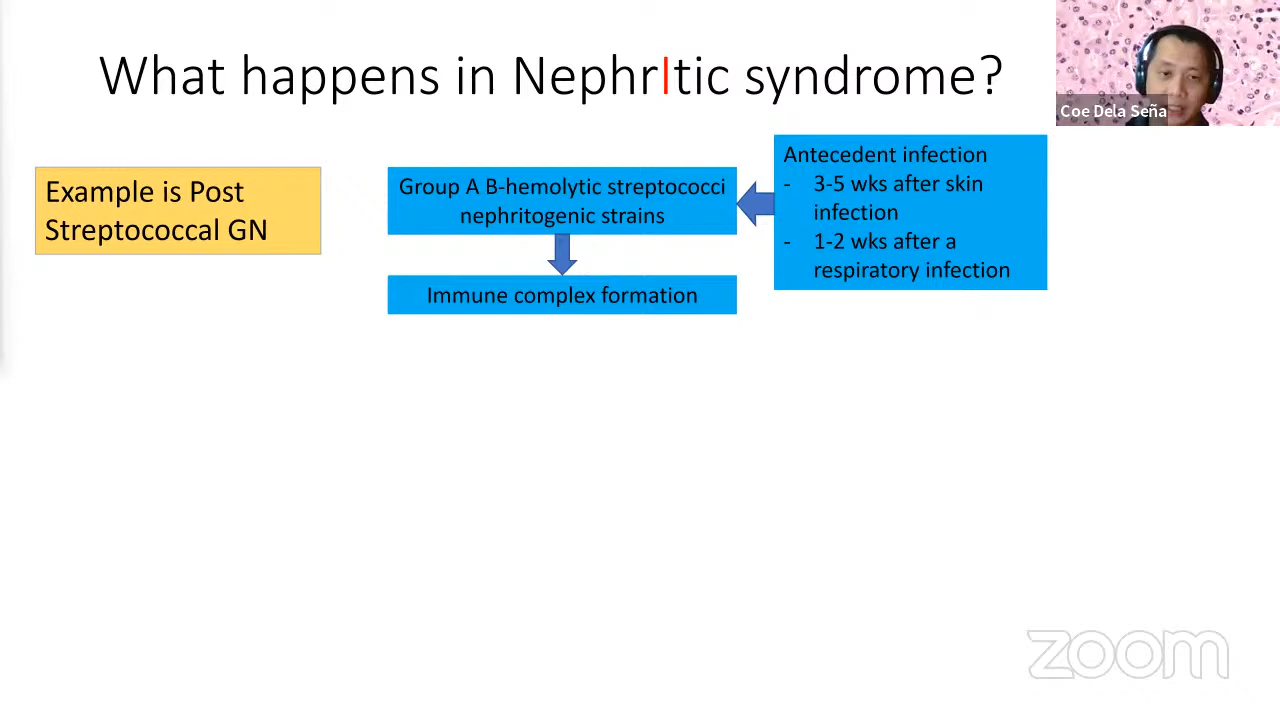 What happens in NephrItic syndrome?
Coe Dela Seña
Example is Post
Streptococcal GN
Group A B-hemolytic streptococci
nephritogenic strains
Immune complex formation
Antecedent infection
- 3-5 wks after skin
infection
- 1-2 wks after a
respiratory infection
zoom